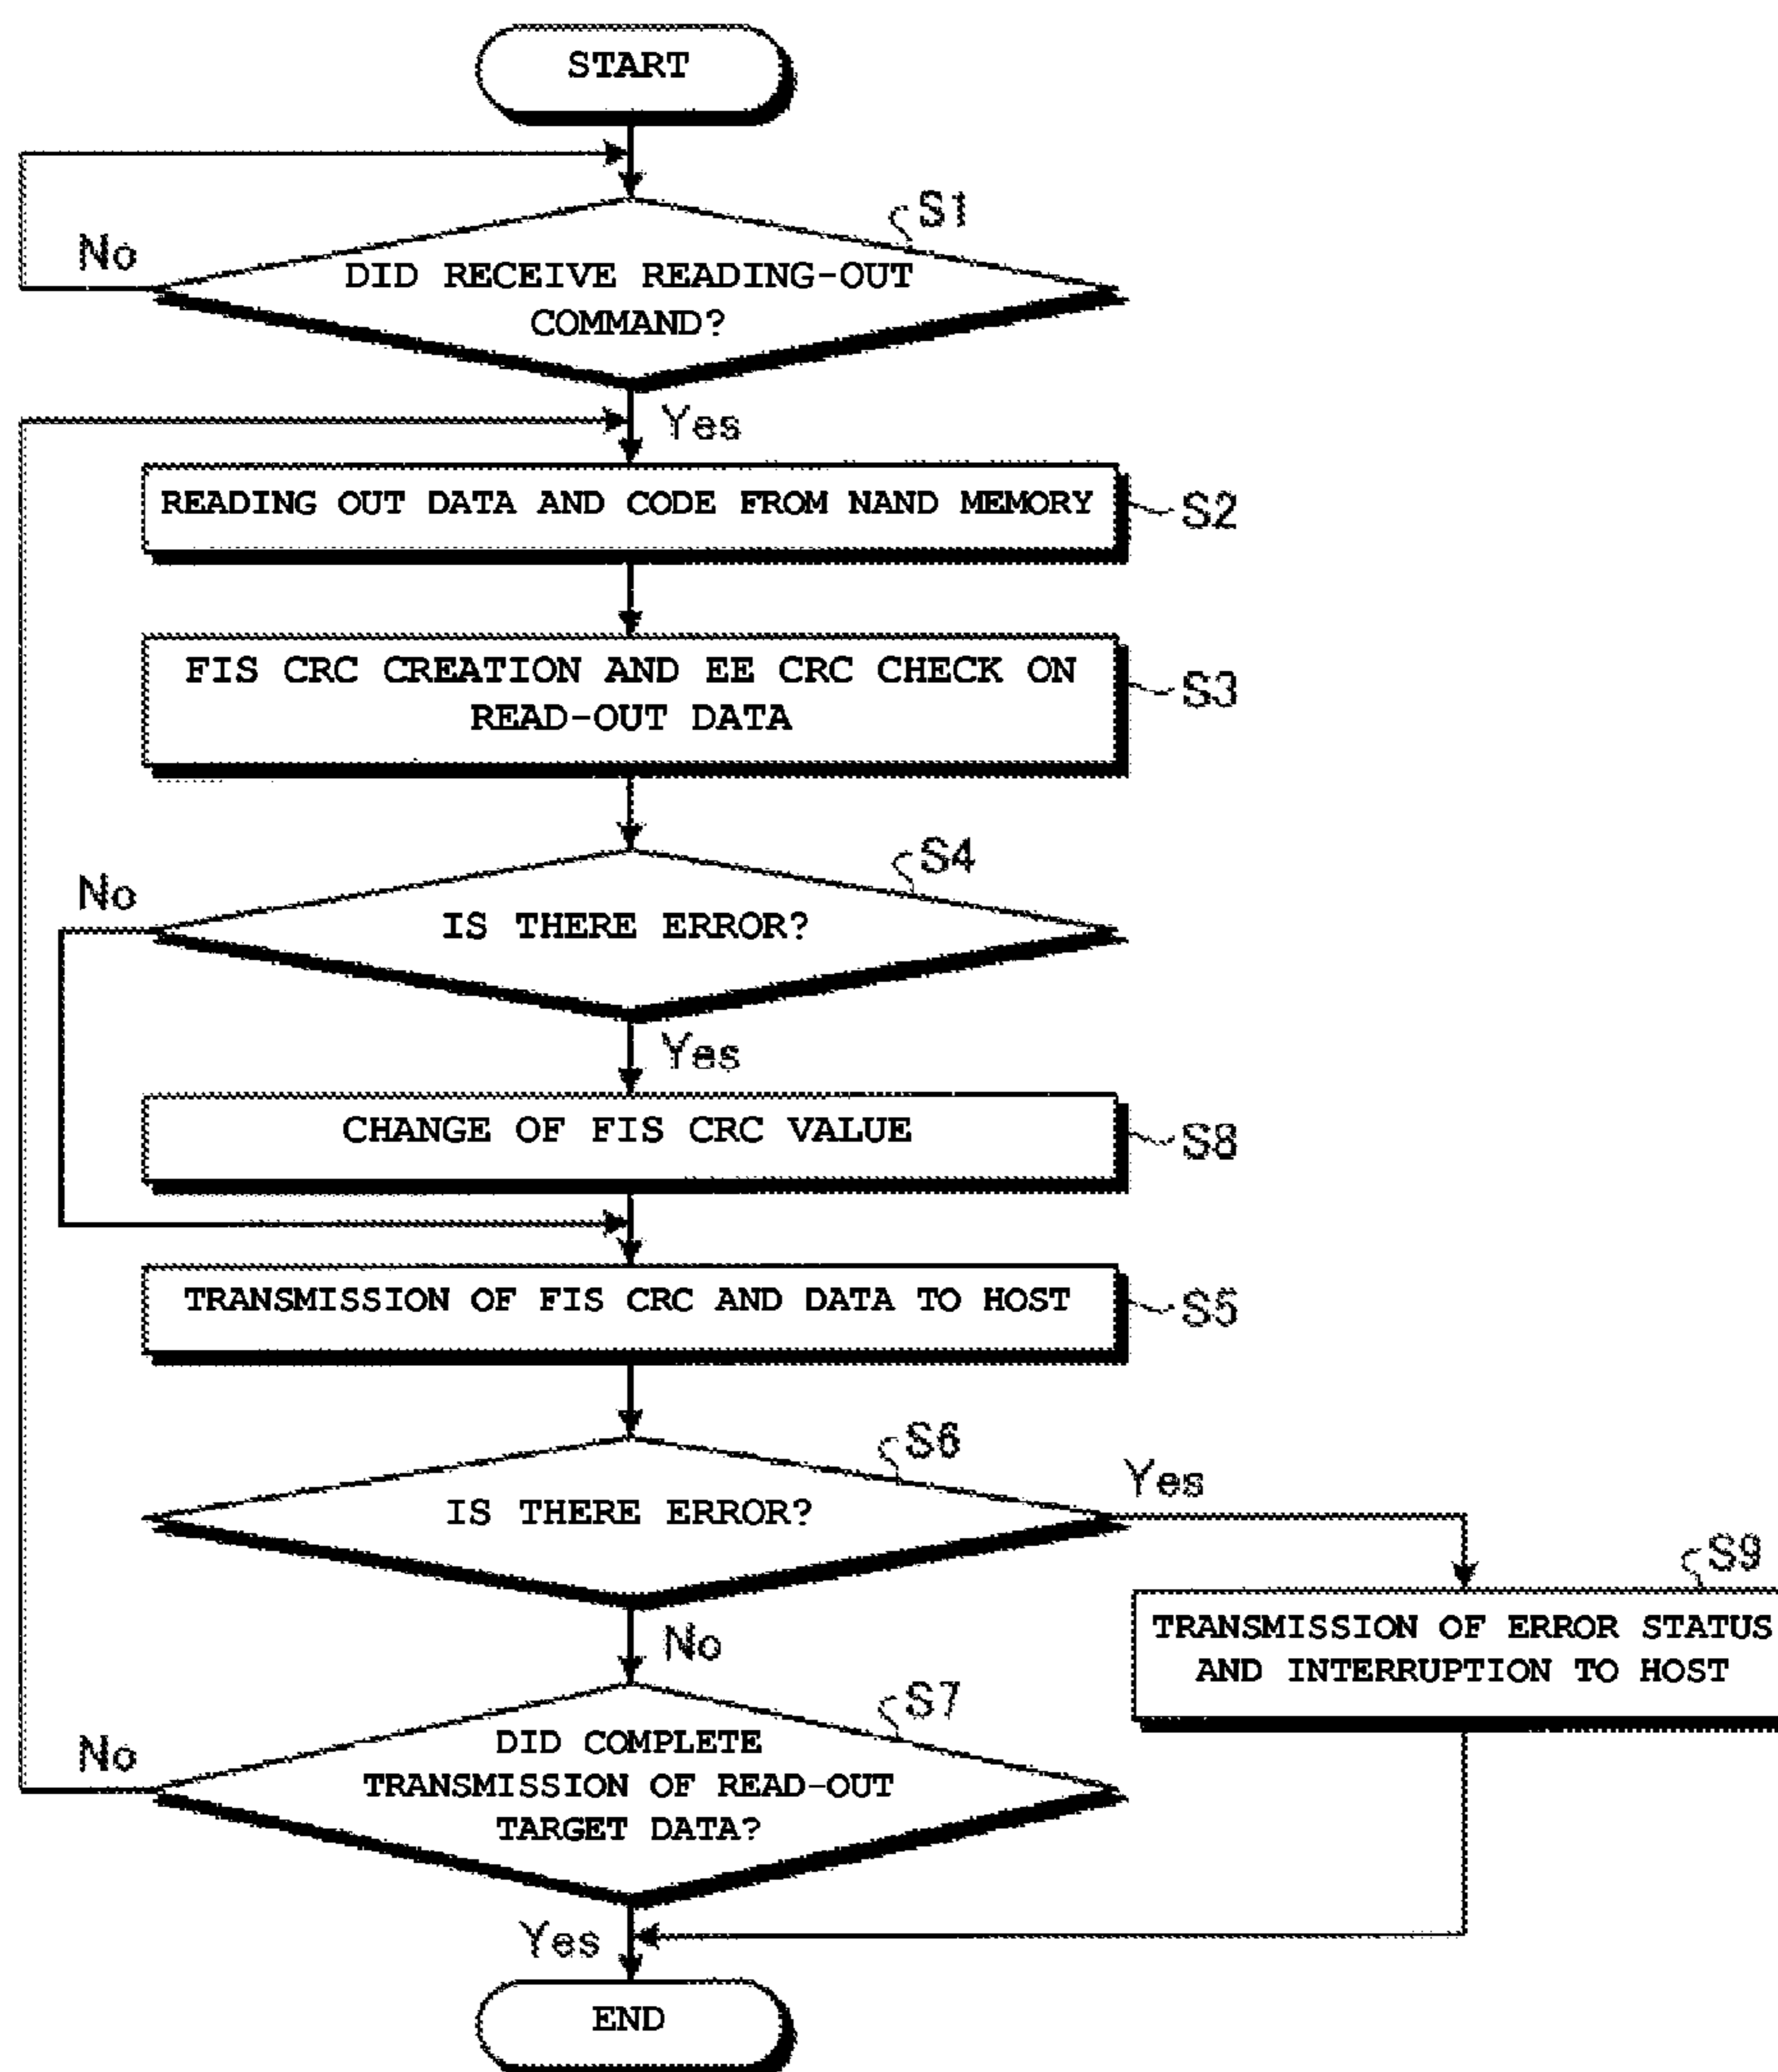 START
S1
No
DID RECEIVE READING-OUT
COMMAND?
Yes
READING OUT DATA AND CODE FROM NAND MEMORY
S2
FIS CRC CREATION AND EE CRC CHECK ON
READ-OUT DATA
S3
S4
No
IS THERE ERROR?
Yes
CHANGE OF FIS CRC VALUE
S8
TRANSMISSION OF FIS CRC AND DATA TO HOST
S5
S6
Yes
IS THERE ERROR?
S9
TRANSMISSION OF ERROR STATUS
AND INTERRUPTION TO HOST
No
S7
No
DID COMPLETE
TRANSMISSION OF READ-OUT
TARGET DATA?
Yes
END